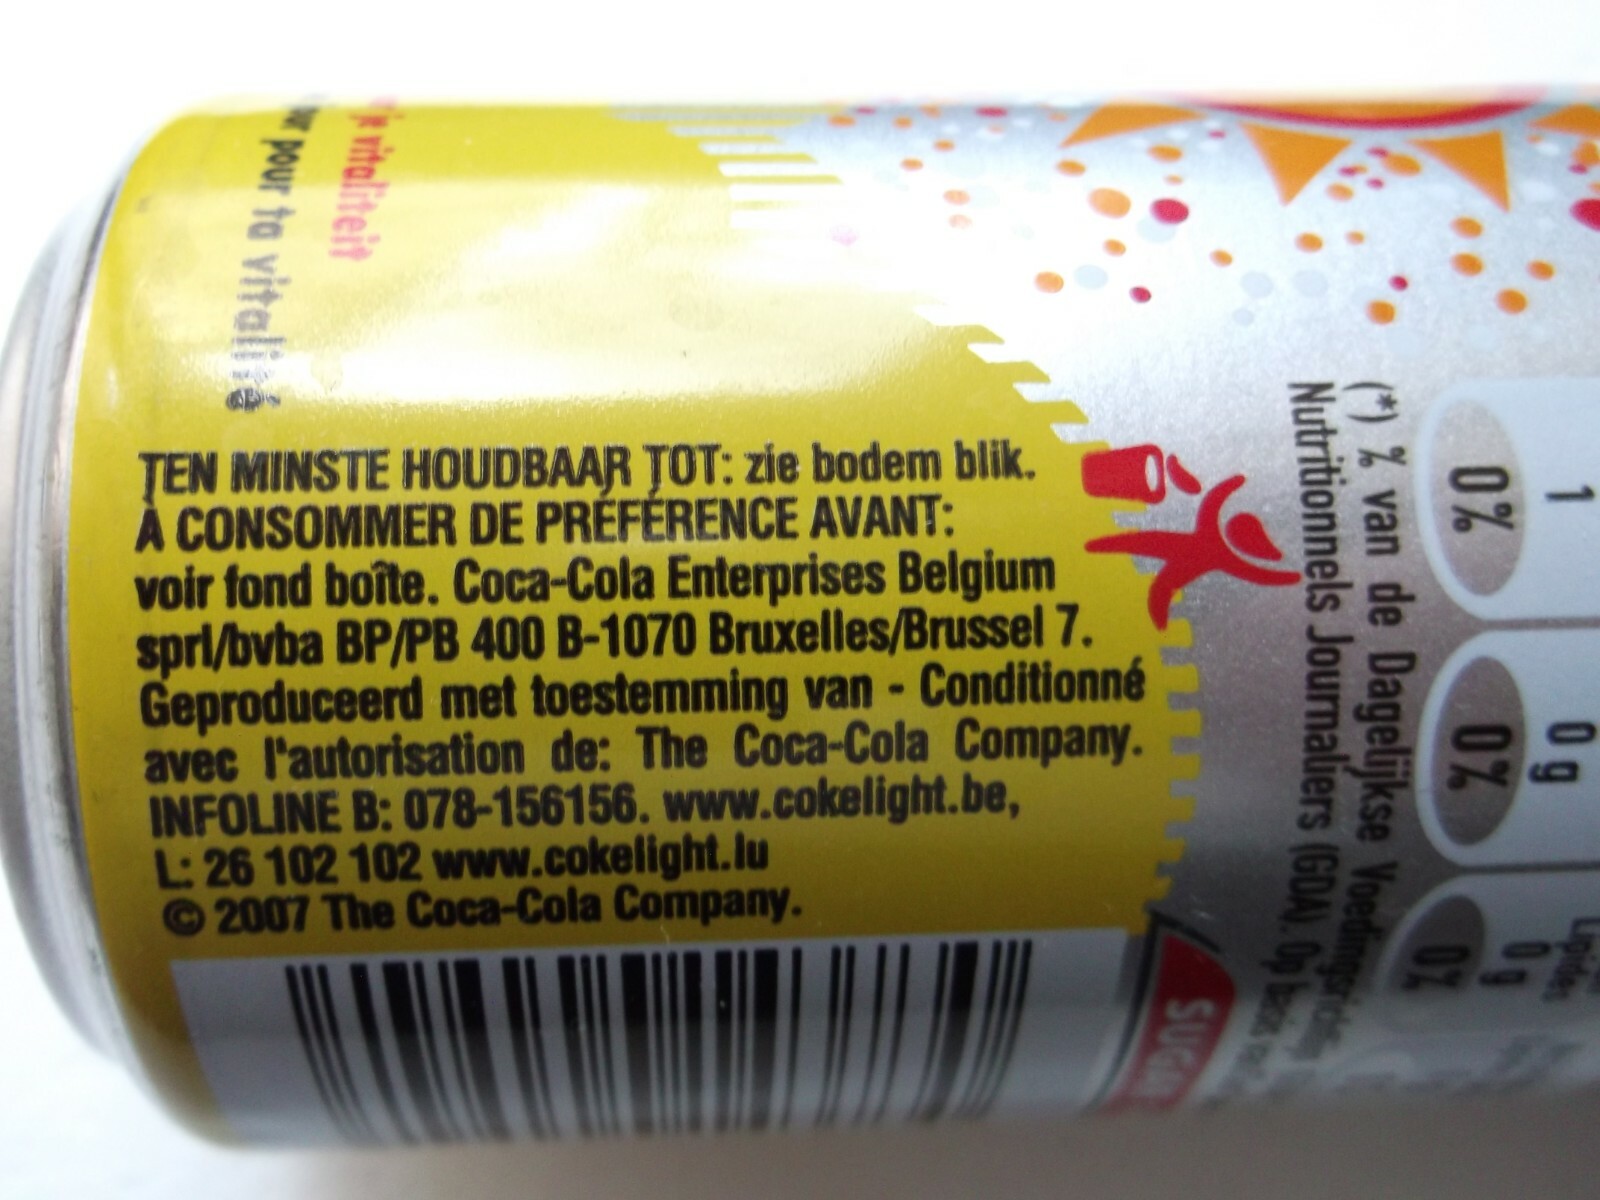 je vitaliteit
pour ta vitalité
TEN MINSTE HOUDBAAR TOT: zie bodem blik.
À CONSOMMER DE PRÉFÉRENCE AVANT:
voir fond boîte. Coca-Cola Enterprises Belgium
sprl/bvba BP/PB 400 B-1070 Bruxelles/Brussel 7.
Geproduceerd met toestemming van - Conditionné
avec l'autorisation de: The Coca-Cola Company.
INFOLINE B: 078-156156. www.cokelight.be,
L: 26 102 102 www.cokelight.lu
© 2007 The Coca-Cola Company.
1
0%
0 g
0%
Lipides
0 g
0%
(*) % van de Dagelijkse Voedingsrichtlijn
Nutritionnels Journaliers (GDA). Op basis